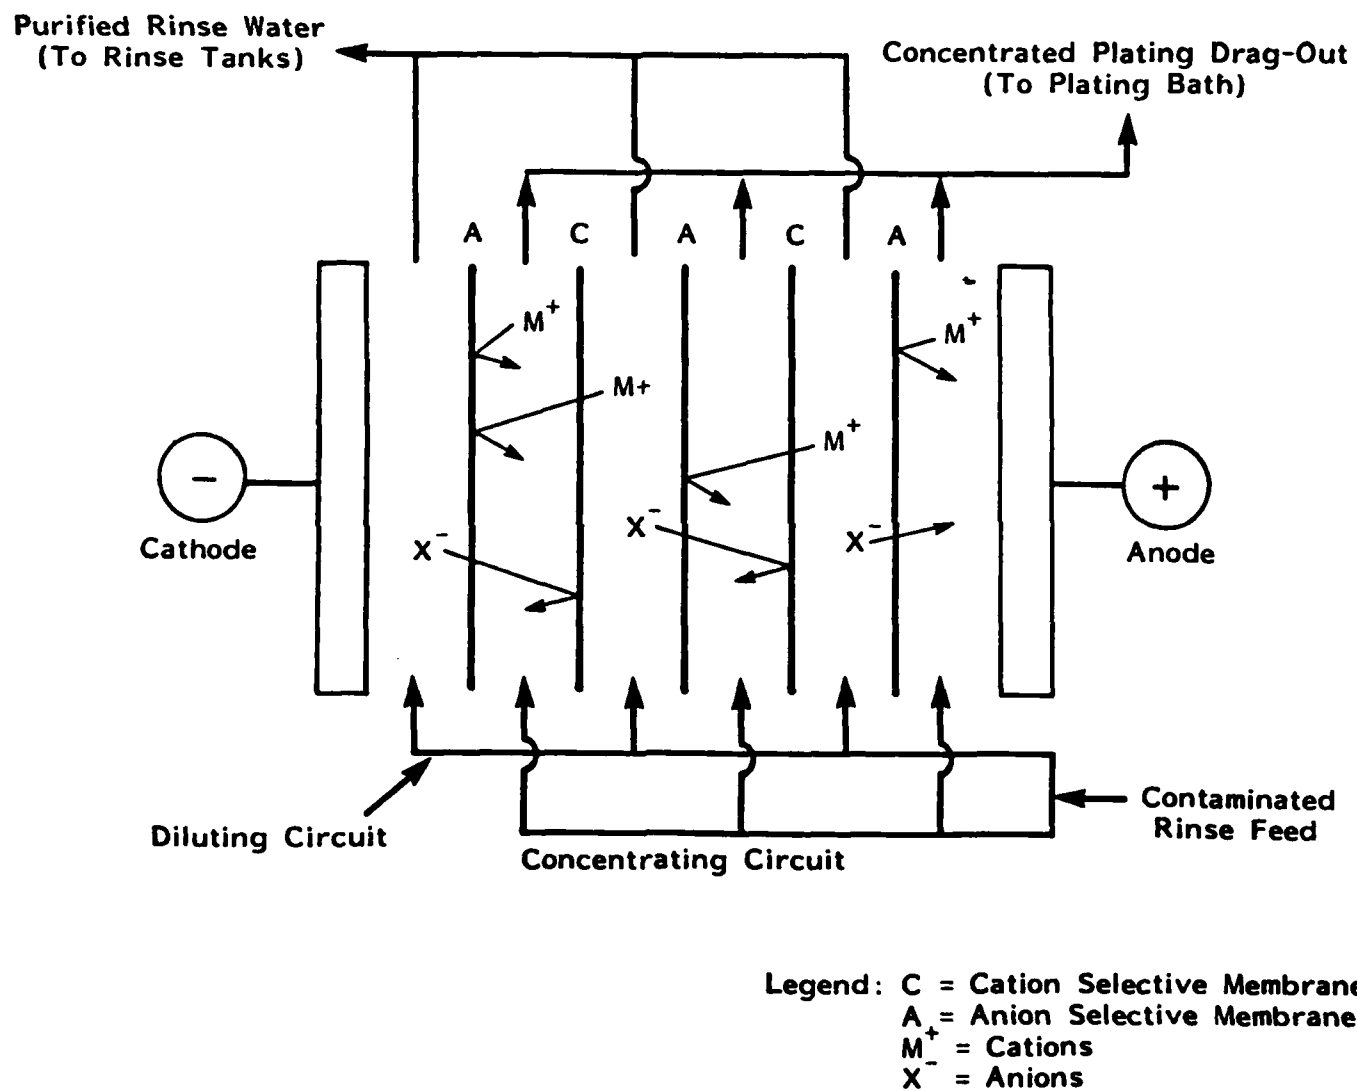 Purified Rinse Water
(To Rinse Tanks)
Concentrated Plating Drag-Out
(To Plating Bath)
A
C
A
C
A
M+
M+
M+
M+
−
+
X-
X-
X-
Cathode
Anode
Diluting Circuit
Contaminated
Rinse Feed
Concentrating Circuit
Legend: C = Cation Selective Membrane
A = Anion Selective Membrane
M+ = Cations
X- = Anions